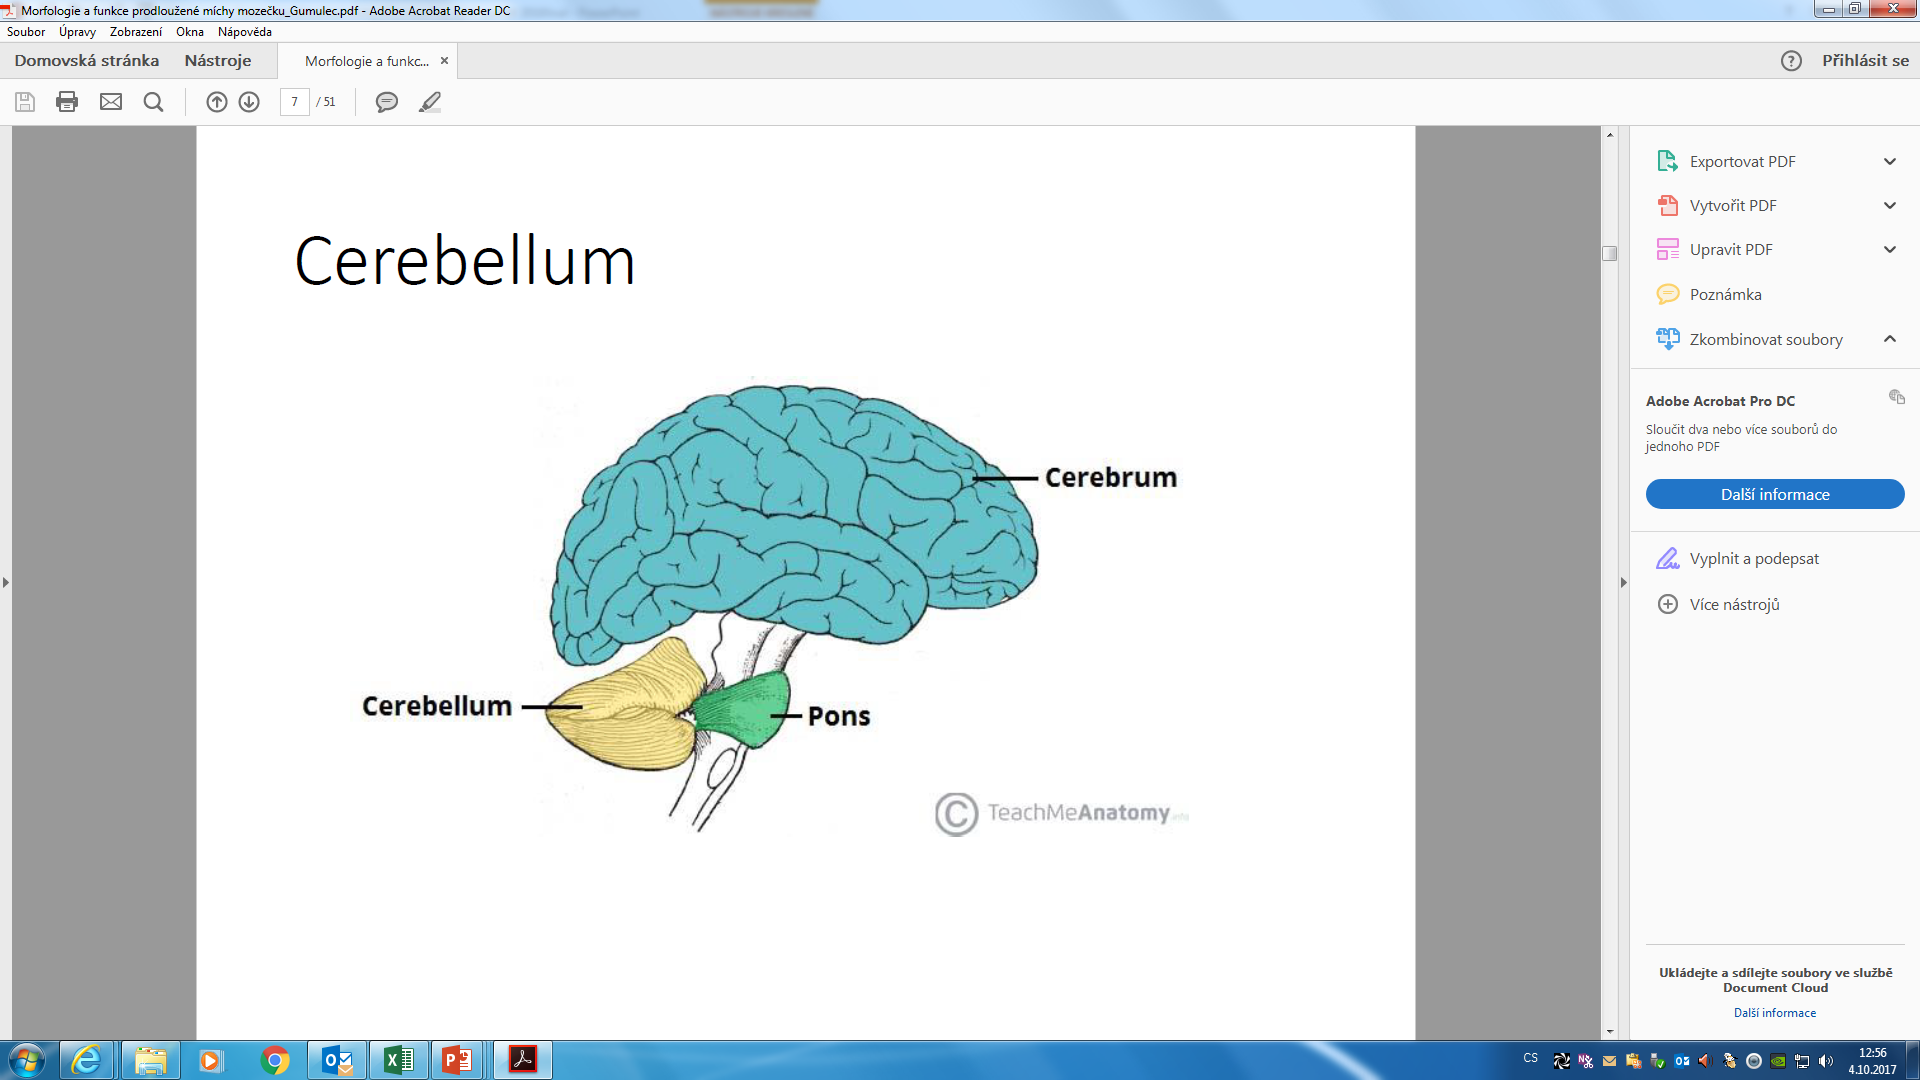 Morfologie a funkce prodloužené míchy mozečku_Gumulec.pdf - Adobe Acrobat Reader DC
Soubor Úpravy Zobrazení Okna Nápověda
Domovská stránka Nástroje Morfologie a funkc... × Přihlásit se
7 / 51
Exportovat PDF
Vytvořit PDF
Upravit PDF
Poznámka
Zkombinovat soubory
Adobe Acrobat Pro DC
Sloučit dva nebo více souborů do
jednoho PDF
Další informace
Vyplnit a podepsat
Více nástrojů
Ukládejte a sdílejte soubory ve službě
Document Cloud
Další informace
Cerebellum
Cerebrum
Cerebellum
Pons
© TeachMeAnatomy.info
CS
12:56
4.10.2017